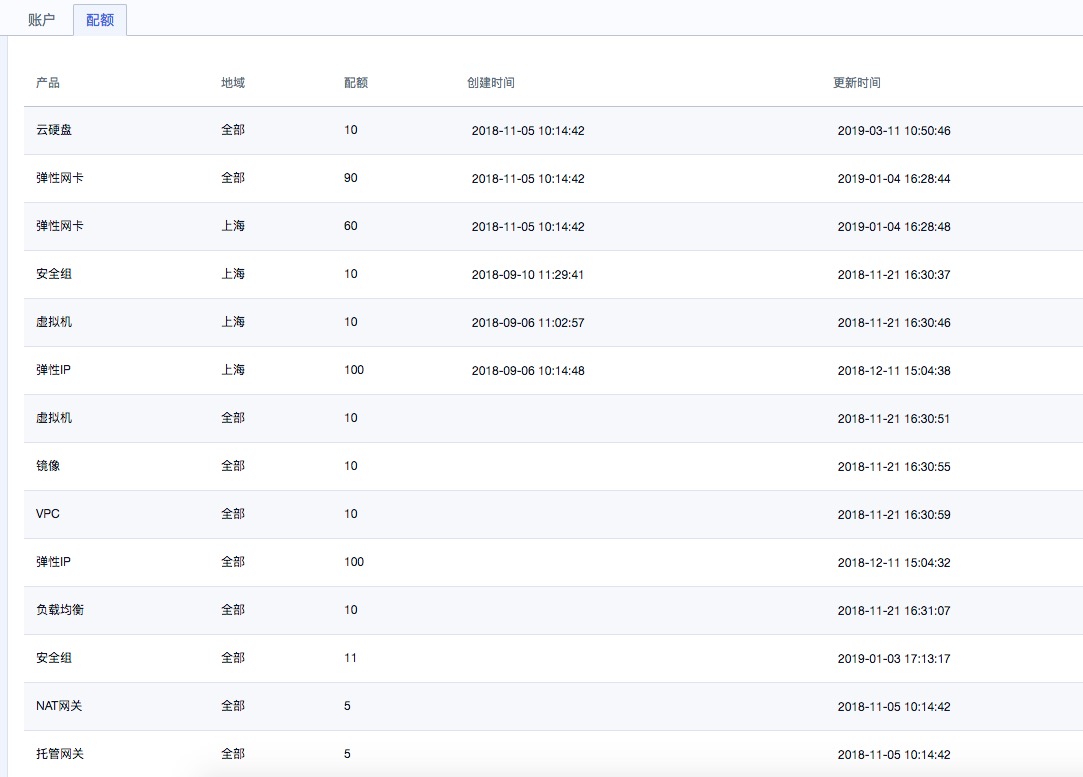 账户 配额
产品 地域 配额 创建时间 更新时间
云硬盘 全部 10 2018-11-05 10:14:42 2019-03-11 10:50:46
弹性网卡 全部 90 2018-11-05 10:14:42 2019-01-04 16:28:44
弹性网卡 上海 60 2018-11-05 10:14:42 2019-01-04 16:28:48
安全组 上海 10 2018-09-10 11:29:41 2018-11-21 16:30:37
虚拟机 上海 10 2018-09-06 11:02:57 2018-11-21 16:30:46
弹性IP 上海 100 2018-09-06 10:14:48 2018-12-11 15:04:38
虚拟机 全部 10 2018-11-21 16:30:51
镜像 全部 10 2018-11-21 16:30:55
VPC 全部 10 2018-11-21 16:30:59
弹性IP 全部 100 2018-12-11 15:04:32
负载均衡 全部 10 2018-11-21 16:31:07
安全组 全部 11 2019-01-03 17:13:17
NAT网关 全部 5 2018-11-05 10:14:42
托管网关 全部 5 2018-11-05 10:14:42